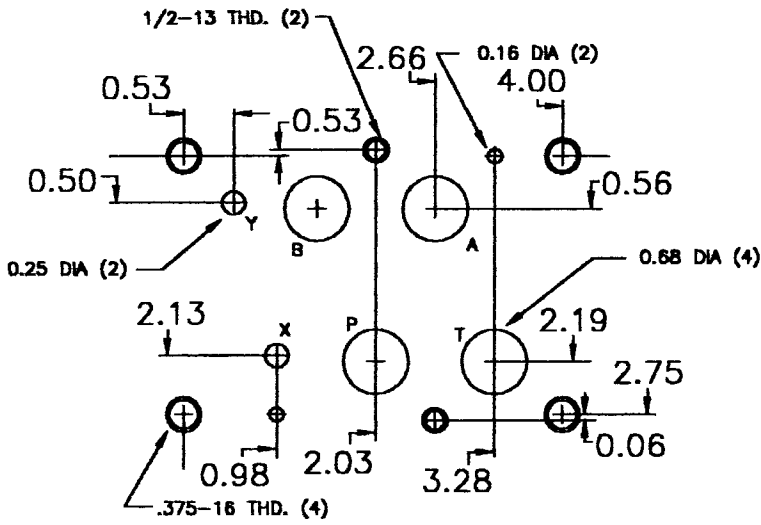 1/2-13 THD. (2)
2.66
0.16 DIA (2)
4.00
0.53
0.53
0.50
0.56
Y
B
A
0.25 DIA (2)
0.68 DIA (4)
2.13
X
P
T
2.19
2.75
0.06
0.98
2.03
3.28
.375-16 THD. (4)